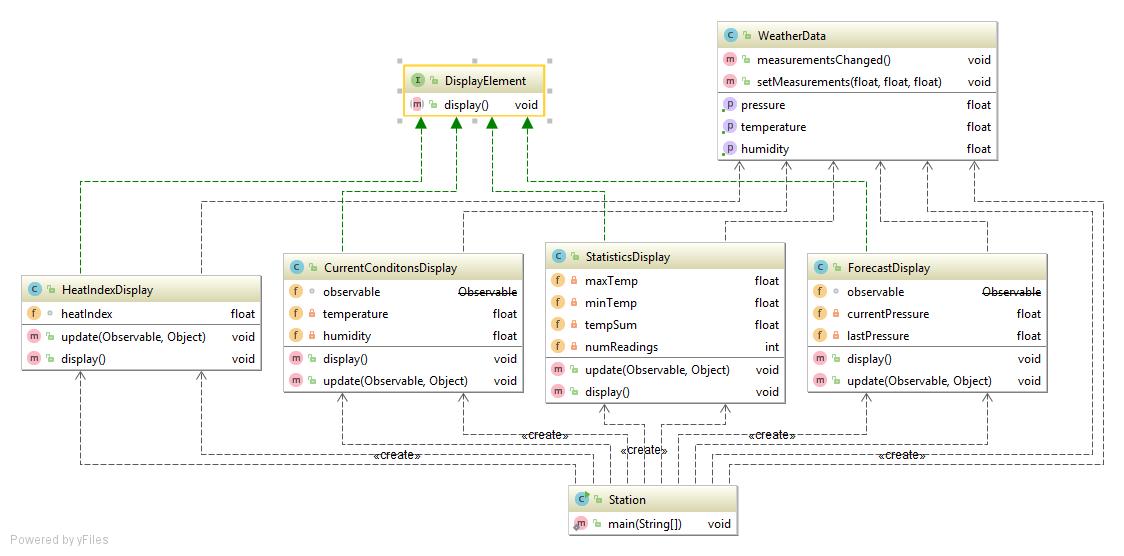 WeatherData
measurementsChanged() void
setMeasurements(float, float, float) void
pressure float
temperature float
humidity float
DisplayElement
display() void
HeatIndexDisplay
heatIndex float
update(Observable, Object) void
display() void
CurrentConditonsDisplay
observable Observable
temperature float
humidity float
display() void
update(Observable, Object) void
StatisticsDisplay
maxTemp float
minTemp float
tempSum float
numReadings int
update(Observable, Object) void
display() void
ForecastDisplay
observable Observable
currentPressure float
lastPressure float
display() void
update(Observable, Object) void
«create»
«create»
«create»
«create»
«create»
Station
main(String[]) void
Powered by yFiles